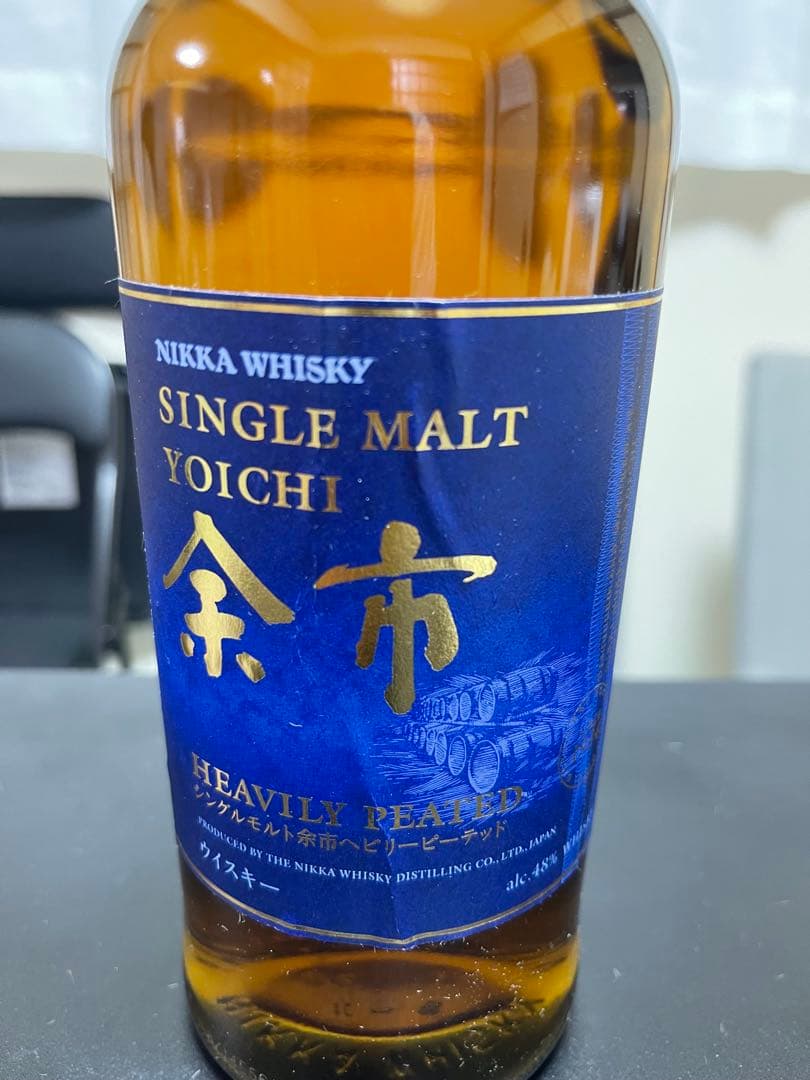 NIKKA WHISKY
SINGLE MALT
YOICHI
余市
HEAVILY PEATED
シングルモルト余市ヘビリーピーテッド
PRODUCED BY THE NIKKA WHISKY DISTILLING CO., LTD., JAPAN
ウイスキー
alc. 48%